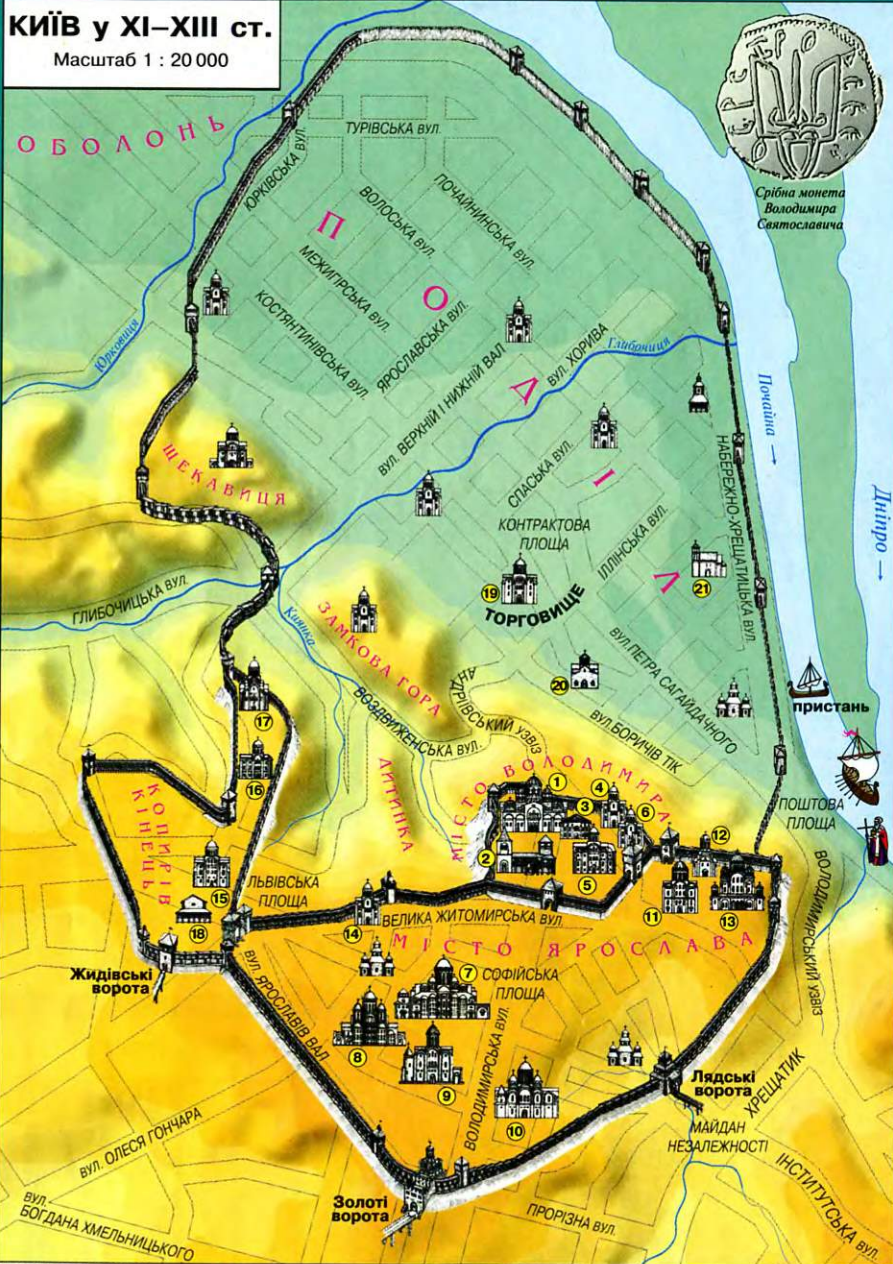 КИЇВ у XI–XIII ст.
Масштаб 1 : 20 000
Срібна монета
Володимира
Святославича
ОБОЛОНЬ
ТУРІВСЬКА ВУЛ.
ЮРКІВСЬКА ВУЛ.
ПОЧАЙНИНСЬКА ВУЛ.
ВОЛОСЬКА ВУЛ.
ПОДІЛ
МЕЖИГІРСЬКА ВУЛ.
КОСТЯНТИНІВСЬКА ВУЛ.
ЯРОСЛАВСЬКА ВУЛ.
Юрковиця
ВУЛ. ВЕРХНІЙ І НИЖНІЙ ВАЛ
ВУЛ. ХОРИВА
Глибочиця
Почайна
Дніпро
ЩЕКАВИЦЯ
СПАСЬКА ВУЛ.
НАБЕРЕЖНО-ХРЕЩАТИЦЬКА ВУЛ.
КОНТРАКТОВА
ПЛОЩА
ІЛЛІНСЬКА ВУЛ.
19
ТОРГОВИЩЕ
21
ГЛИБОЧИЦЬКА ВУЛ.
Киянка
ЗАМКОВА ГОРА
ВУЛ. ПЕТРА САГАЙДАЧНОГО
20
АНДРІЇВСЬКИЙ УЗВІЗ
ВОЗДВИЖЕНСЬКА ВУЛ.
ВУЛ. БОРИЧІВ ТІК
пристань
17
16
КОПИРІВ
КІНЕЦЬ
ДИТИНКА
МІСТО ВОЛОДИМИРА
1
4
3
6
2
5
12
11
13
ПОШТОВА
ПЛОЩА
ВОЛОДИМИРСЬКИЙ УЗВІЗ
15
18
ЛЬВІВСЬКА
ПЛОЩА
14
ВЕЛИКА ЖИТОМИРСЬКА ВУЛ.
МІСТО ЯРОСЛАВА
Жидівські
ворота
ВУЛ. ЯРОСЛАВІВ ВАЛ
7
СОФІЙСЬКА
ПЛОЩА
8
9
ВОЛОДИМИРСЬКА ВУЛ.
10
Лядські
ворота
ХРЕЩАТИК
МАЙДАН
НЕЗАЛЕЖНОСТІ
ІНСТИТУТСЬКА ВУЛ.
ВУЛ. ОЛЕСЯ ГОНЧАРА
ВУЛ.
БОГДАНА ХМЕЛЬНИЦЬКОГО
Золоті
ворота
ПРОРІЗНА ВУЛ.